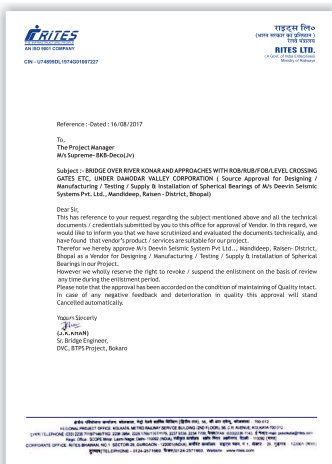 RITES
AN ISO 9001 COMPANY
CIN - U74899DL1974GOI007227
राइट्स लि०
(भारत सरकार का प्रतिष्ठान)
रेलवे मंत्रालय
RITES LTD.
(A Govt. of India Enterprise)
Ministry of Railways
Reference :-Dated : 16/08/2017
To,
The Project Manager
M/s Supreme- BKB-Deco(Jv)
Subject :- BRIDGE OVER RIVER KONAR AND APPROACHES WITH ROB/RUB/FOB/LEVEL CROSSING
GATES ETC, UNDER DAMODAR VALLEY CORPORATION ( Source Approval for Designing /
Manufacturing / Testing / Supply & Installation of Spherical Bearings of M/s Deevin Seismic
Systems Pvt. Ltd., Mandideep, Raisen - District, Bhopal)
Dear Sir,
This has reference to your request regarding the subject mentioned above and all the technical
documents / credentials submitted by you to this office for approval of Vendor. In this regard, we
would like to inform you that we have scrutinized and evaluated the documents technically, and
have found that vendor's product / services are suitable for our project.
Therefor we hereby approve M/s Deevin Seismic System Pvt Ltd.., Mandideep, Raisen- District,
Bhopal as a Vendor for Designing / Manufacturing / Testing / Supply & Installation of Spherical
Bearings in our Project.
However we wholly reserve the right to revoke / suspend the enlistment on the basis of review
any time during the enlistment period.
Please note that the approval has been accorded on the condition of maintaining of Quality intact.
In case of any negative feedback and deterioration in quality this approval will stand
Cancelled automatically.
Yoours Sincerly
(J.K.KHAN)
Sr. Bridge Engineer,
DVC, BTPS Project, Bokaro